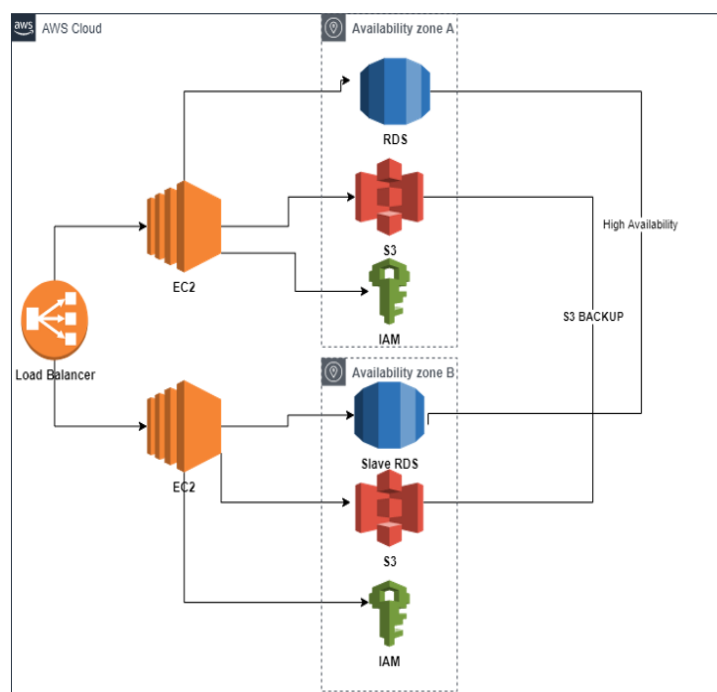 aws AWS Cloud
Availability zone A
RDS
S3
High Availability
EC2
S3 BACKUP
IAM
Load Balancer
Availability zone B
EC2
Slave RDS
S3
IAM